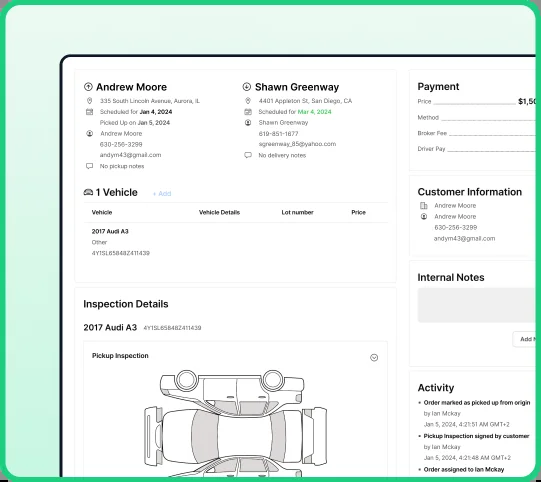 Andrew Moore
335 South Lincoln Avenue, Aurora, IL
Scheduled for Jan 4, 2024
Picked Up on Jan 5, 2024
Andrew Moore
630-256-3299
andym43@gmail.com
No pickup notes
Shawn Greenway
4401 Appleton St, San Diego, CA
Scheduled for Mar 4, 2024
Shawn Greenway
619-851-1677
sgreenway_85@yahoo.com
No delivery notes
1 Vehicle + Add
Vehicle Vehicle Details Lot number Price
2017 Audi A3
Other
4Y1SL65848Z411439
Inspection Details
2017 Audi A3 4Y1SL65848Z411439
Pickup Inspection
Payment
Price $1,50
Method
Broker Fee
Driver Pay
Customer Information
Andrew Moore
Andrew Moore
630-256-3299
andym43@gmail.com
Internal Notes
Add N
Activity
Order marked as picked up from origin
by Ian Mckay
Jan 5, 2024, 4:21:51 AM GMT+2
Pickup Inspection signed by customer
by Ian Mckay
Jan 5, 2024, 4:21:48 AM GMT+2
Order assigned to Ian Mckay